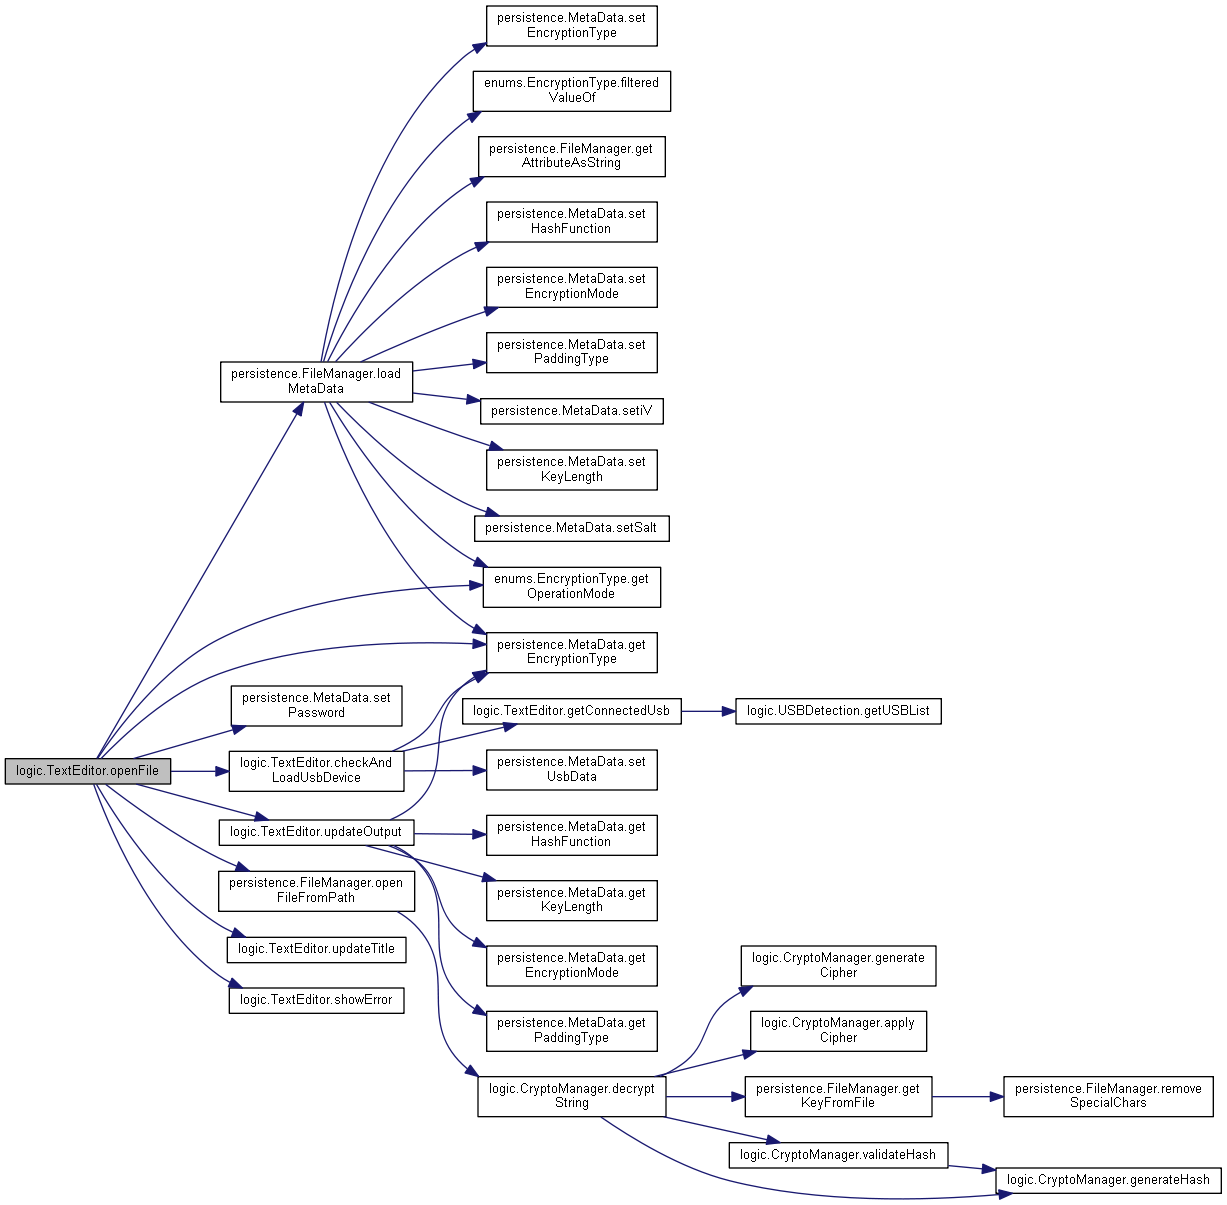 persistence.MetaData.set
EncryptionType
enums.EncryptionType.filtered
ValueOf
persistence.FileManager.get
AttributeAsString
persistence.MetaData.set
HashFunction
persistence.MetaData.set
EncryptionMode
persistence.MetaData.set
PaddingType
persistence.FileManager.load
MetaData
persistence.MetaData.setiV
persistence.MetaData.set
KeyLength
persistence.MetaData.setSalt
enums.EncryptionType.get
OperationMode
persistence.MetaData.get
EncryptionType
persistence.MetaData.set
Password
logic.TextEditor.getConnectedUsb
logic.USBDetection.getUSBList
logic.TextEditor.openFile
logic.TextEditor.checkAnd
LoadUsbDevice
persistence.MetaData.set
UsbData
logic.TextEditor.updateOutput
persistence.MetaData.get
HashFunction
persistence.FileManager.open
FileFromPath
persistence.MetaData.get
KeyLength
logic.TextEditor.updateTitle
persistence.MetaData.get
EncryptionMode
logic.CryptoManager.generate
Cipher
logic.TextEditor.showError
persistence.MetaData.get
PaddingType
logic.CryptoManager.apply
Cipher
logic.CryptoManager.decrypt
String
persistence.FileManager.get
KeyFromFile
persistence.FileManager.remove
SpecialChars
logic.CryptoManager.validateHash
logic.CryptoManager.generateHash